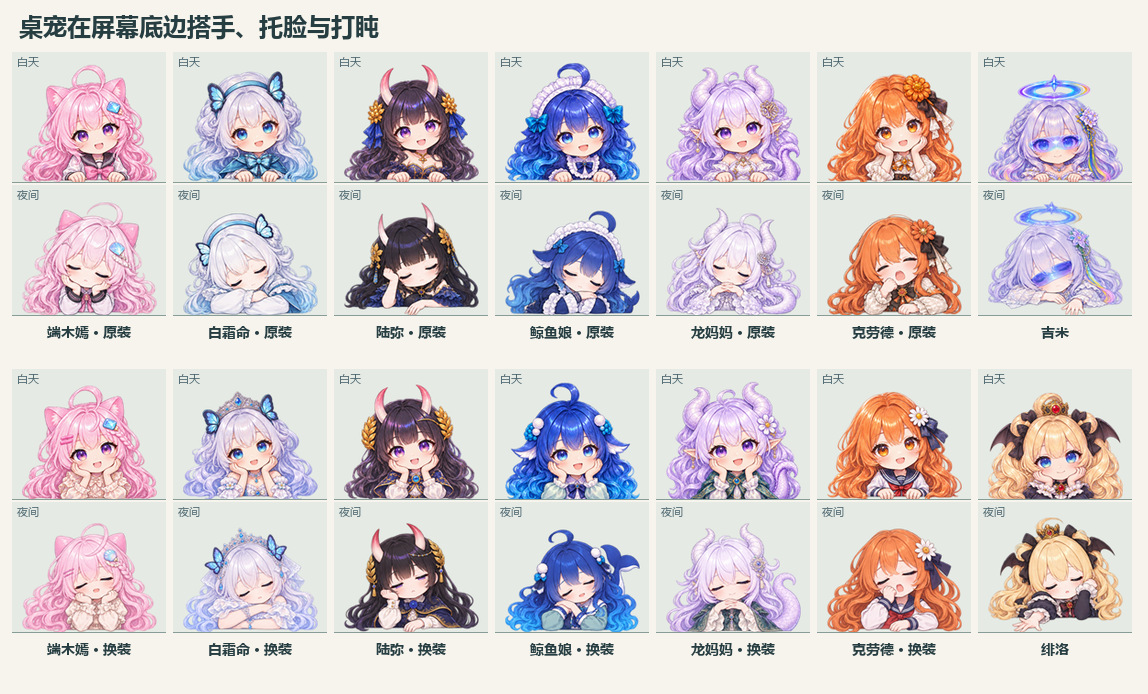 桌宠在屏幕底边搭手、托脸与打盹
白天 白天 白天 白天 白天 白天 白天
夜间 夜间 夜间 夜间 夜间 夜间 夜间
端木嫣・原装 白霜命・原装 陆弥・原装 鲸鱼娘・原装 龙妈妈・原装 克劳德・原装 吉米
白天 白天 白天 白天 白天 白天 白天
夜间 夜间 夜间 夜间 夜间 夜间 夜间
端木嫣・换装 白霜命・换装 陆弥・换装 鲸鱼娘・换装 龙妈妈・换装 克劳德・换装 绯洛